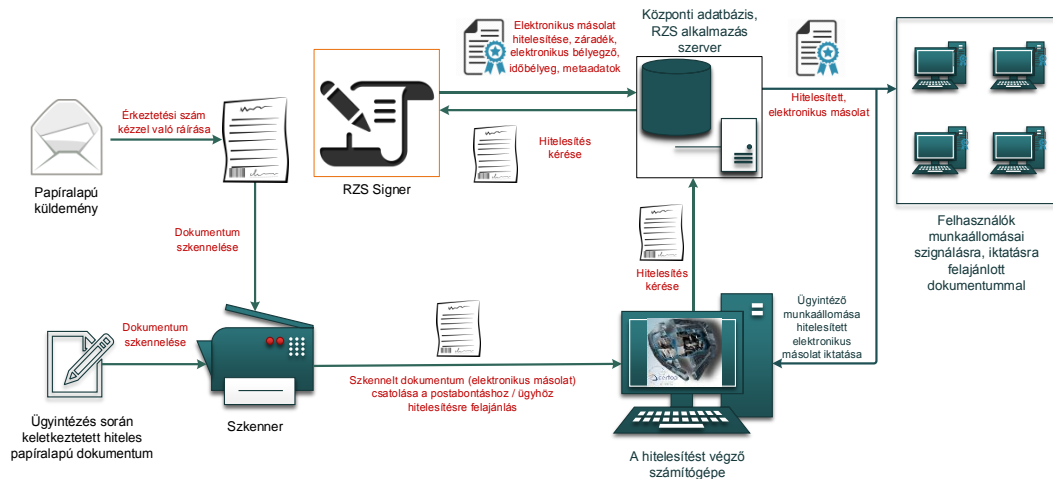 Elektronikus másolat
hitelesítése, záradék,
elektronikus bélyegző,
időbélyeg, metaadatok
Központi adatbázis,
RZS alkalmazás
szerver
Érkeztetési szám
kézzel való ráírása
Hitelesített,
elektronikus másolat
Hitelesítés
kérése
Papíralapú
küldemény
RZS Signer
Dokumentum
szkennelése
Felhasználók
munkaállomásai
szignálásra, iktatásra
felajánlott
dokumentummal
Hitelesítés
kérése
Ügyintéző
munkaállomása
hitelesített
elektronikus
másolat iktatása
Dokumentum
szkennelése
Szkennelt dokumentum (elektronikus másolat)
csatolása a postabontáshoz / ügyhöz
hitelesítésre felajánlás
Ügyintézés során
keletkeztetett hiteles
papíralapú dokumentum
Szkenner
A hitelesítést végző
számítógépe